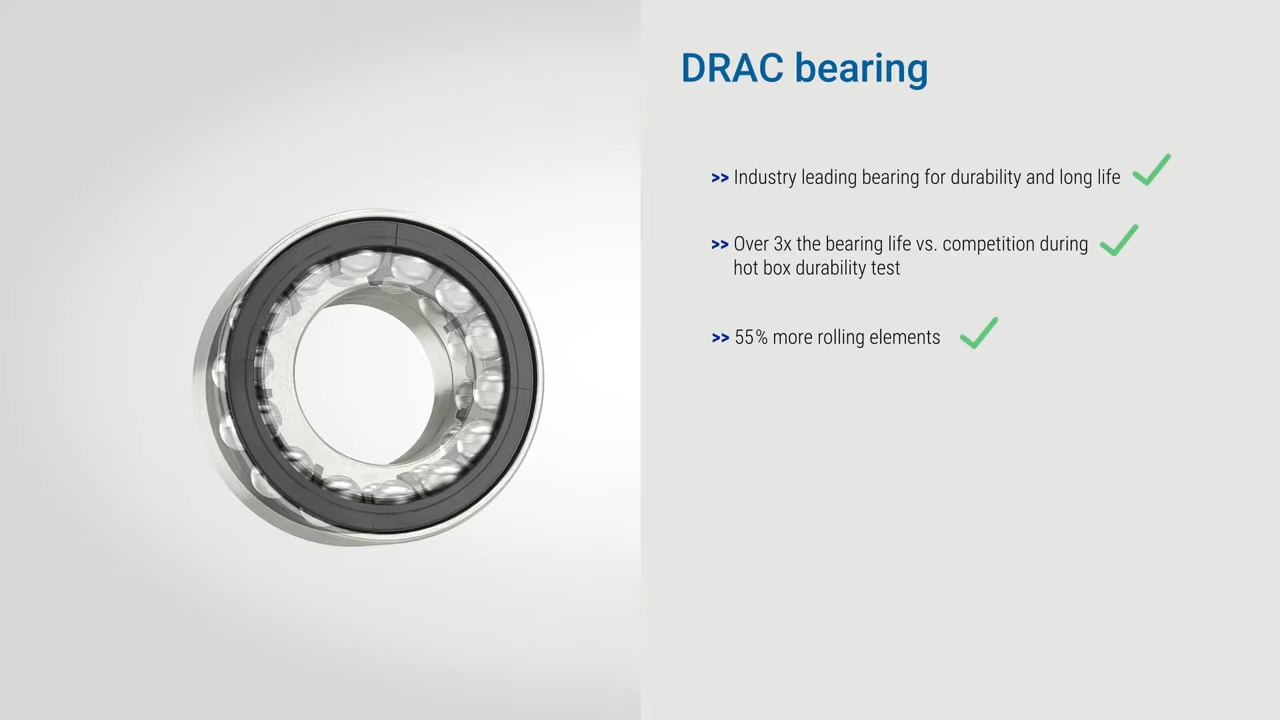 DRAC bearing
>> Industry leading bearing for durability and long life
>> Over 3x the bearing life vs. competition during
hot box durability test
>> 55% more rolling elements